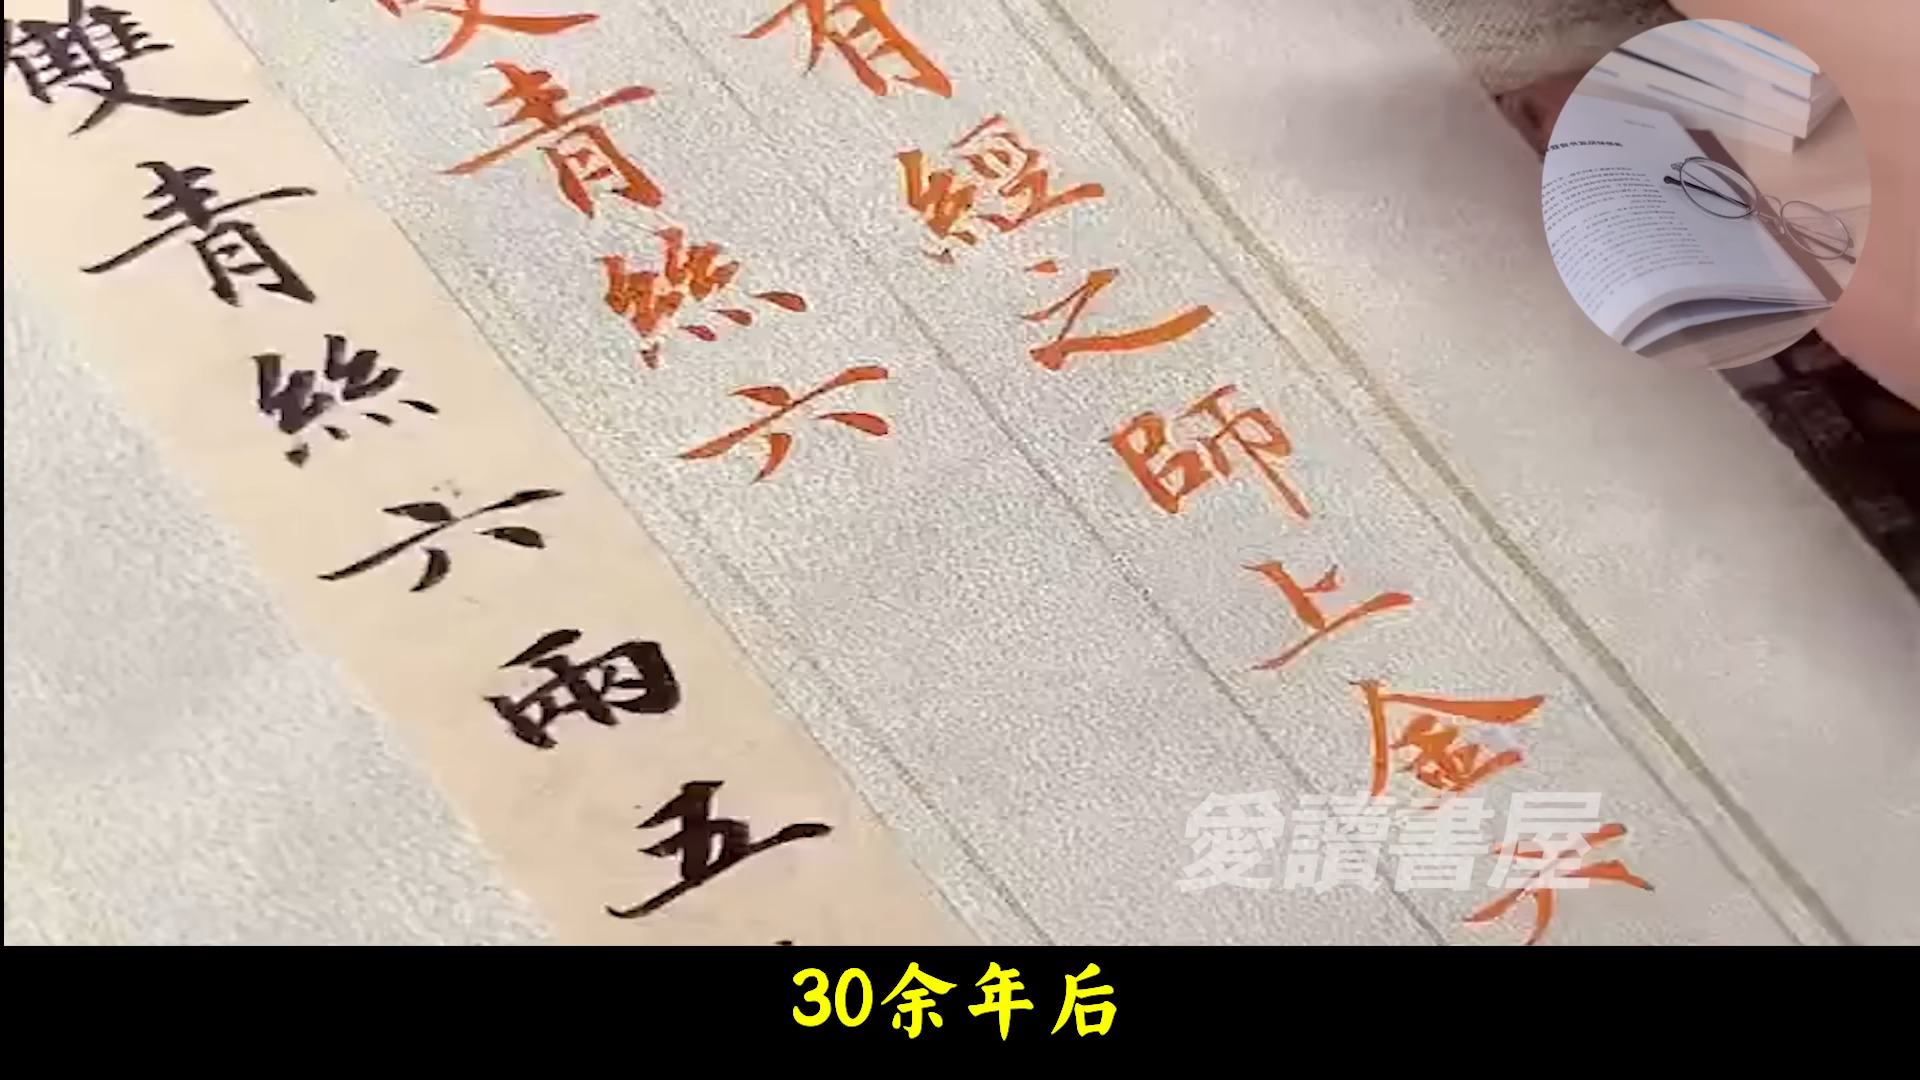 有經之師上金
青絲六
雙青絲六兩五
愛讀書屋
30余年后